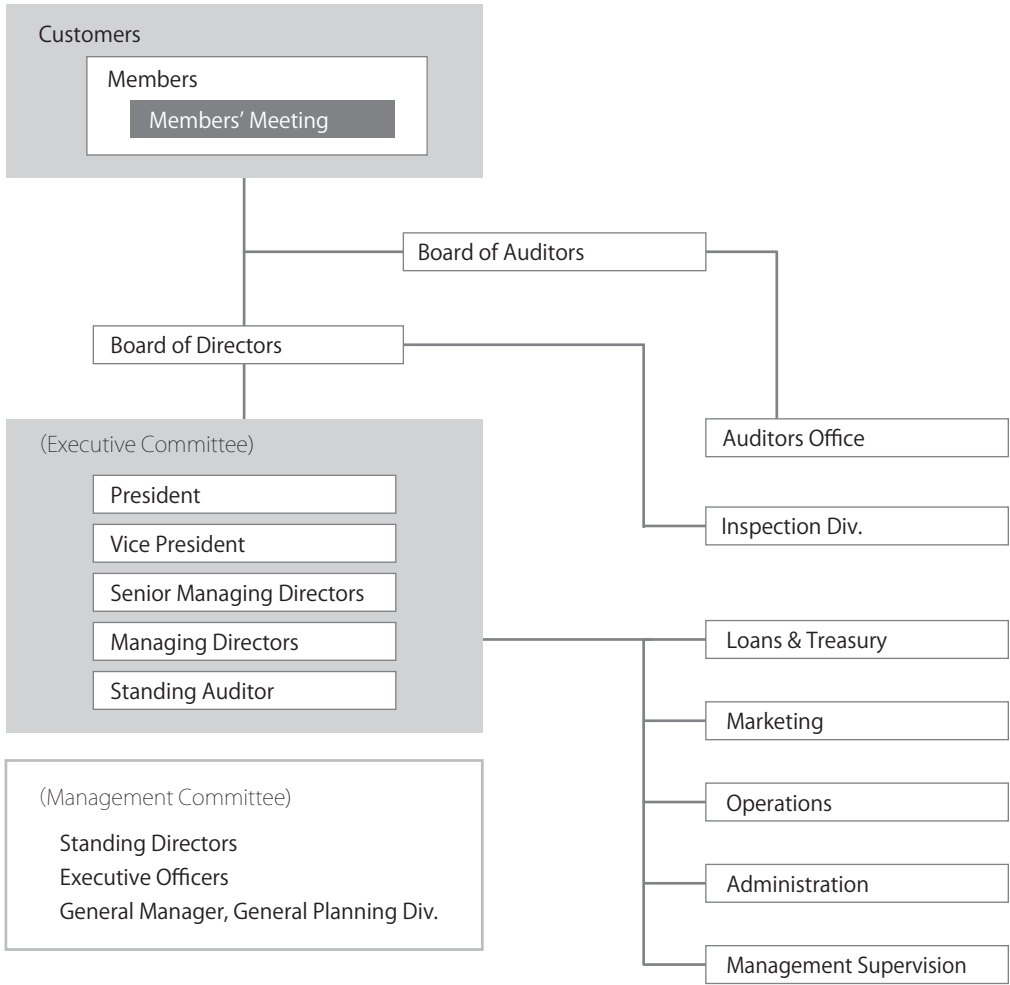 Customers
Members
Members’ Meeting
Board of Auditors
Board of Directors
(Executive Committee)
President
Vice President
Senior Managing Directors
Managing Directors
Standing Auditor
(Management Committee)
Standing Directors
Executive Officers
General Manager, General Planning Div.
Auditors Office
Inspection Div.
Loans & Treasury
Marketing
Operations
Administration
Management Supervision